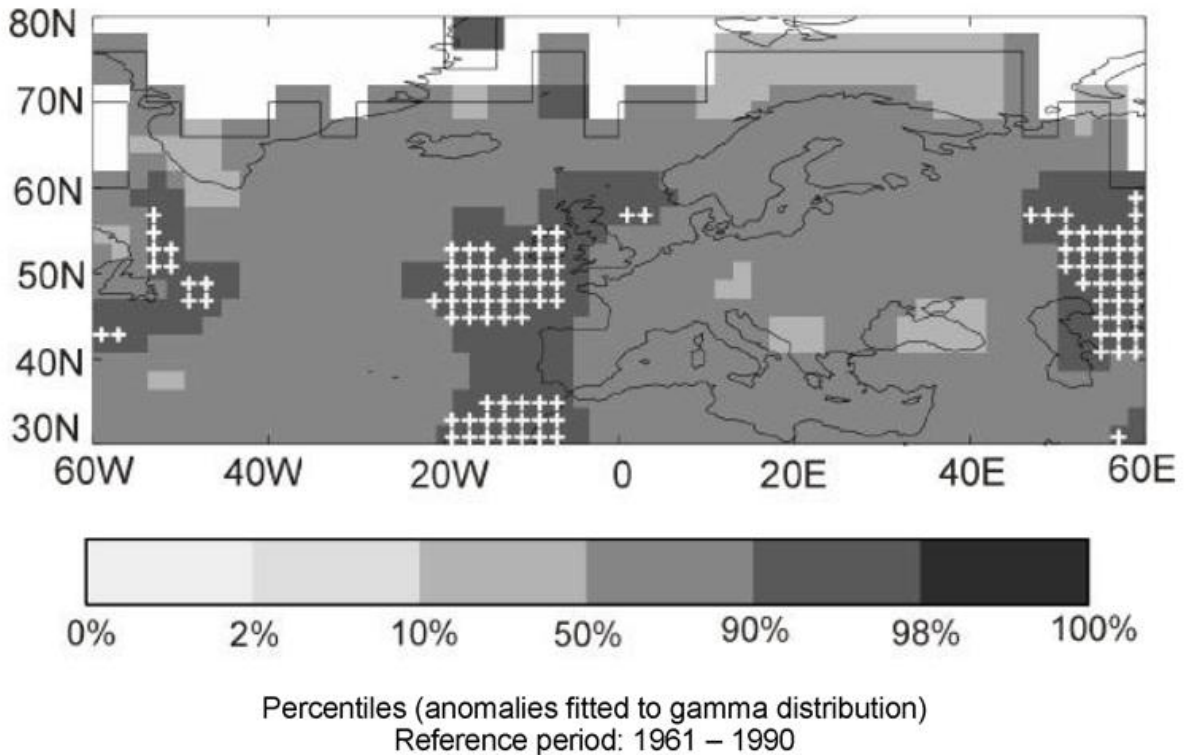 80N
70N
60N
50N
40N
30N
60W 40W 20W 0 20E 40E 60E
0% 2% 10% 50% 90% 98% 100%
Percentiles (anomalies fitted to gamma distribution)
Reference period: 1961 – 1990